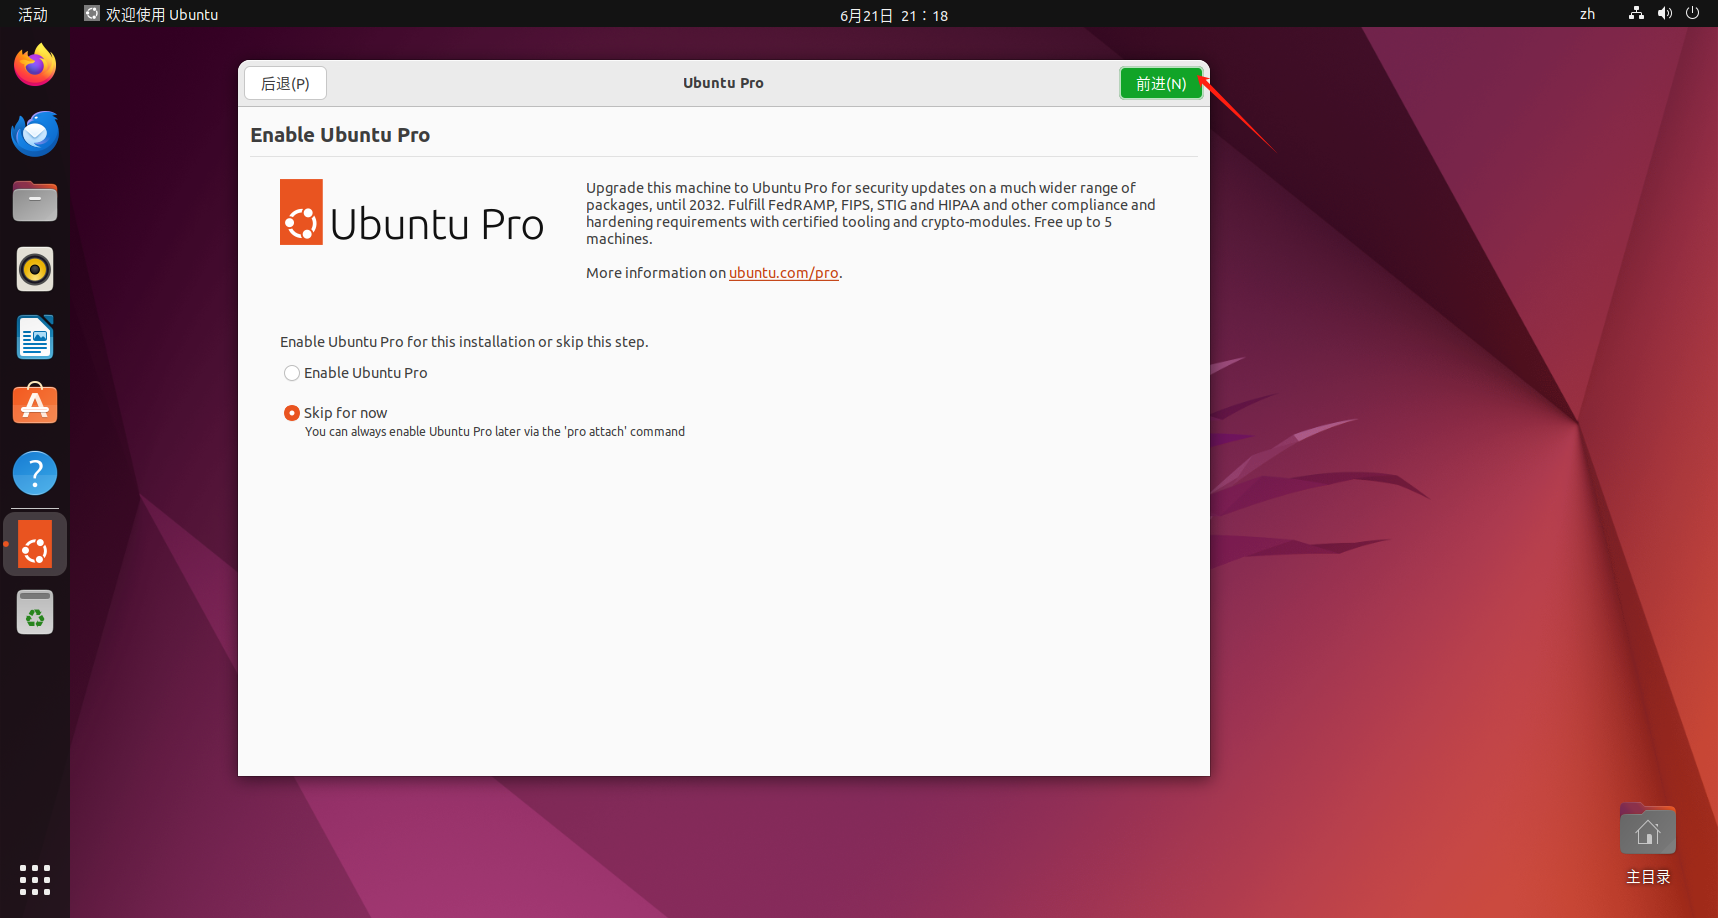 活动
欢迎使用 Ubuntu
6月21日 21：18
zh
后退(P)
Ubuntu Pro
前进(N)
Enable Ubuntu Pro
Ubuntu Pro
Upgrade this machine to Ubuntu Pro for security updates on a much wider range of
packages, until 2032. Fulfill FedRAMP, FIPS, STIG and HIPAA and other compliance and
hardening requirements with certified tooling and crypto-modules. Free up to 5
machines.
More information on ubuntu.com/pro.
Enable Ubuntu Pro for this installation or skip this step.
Enable Ubuntu Pro
Skip for now
You can always enable Ubuntu Pro later via the 'pro attach' command
主目录